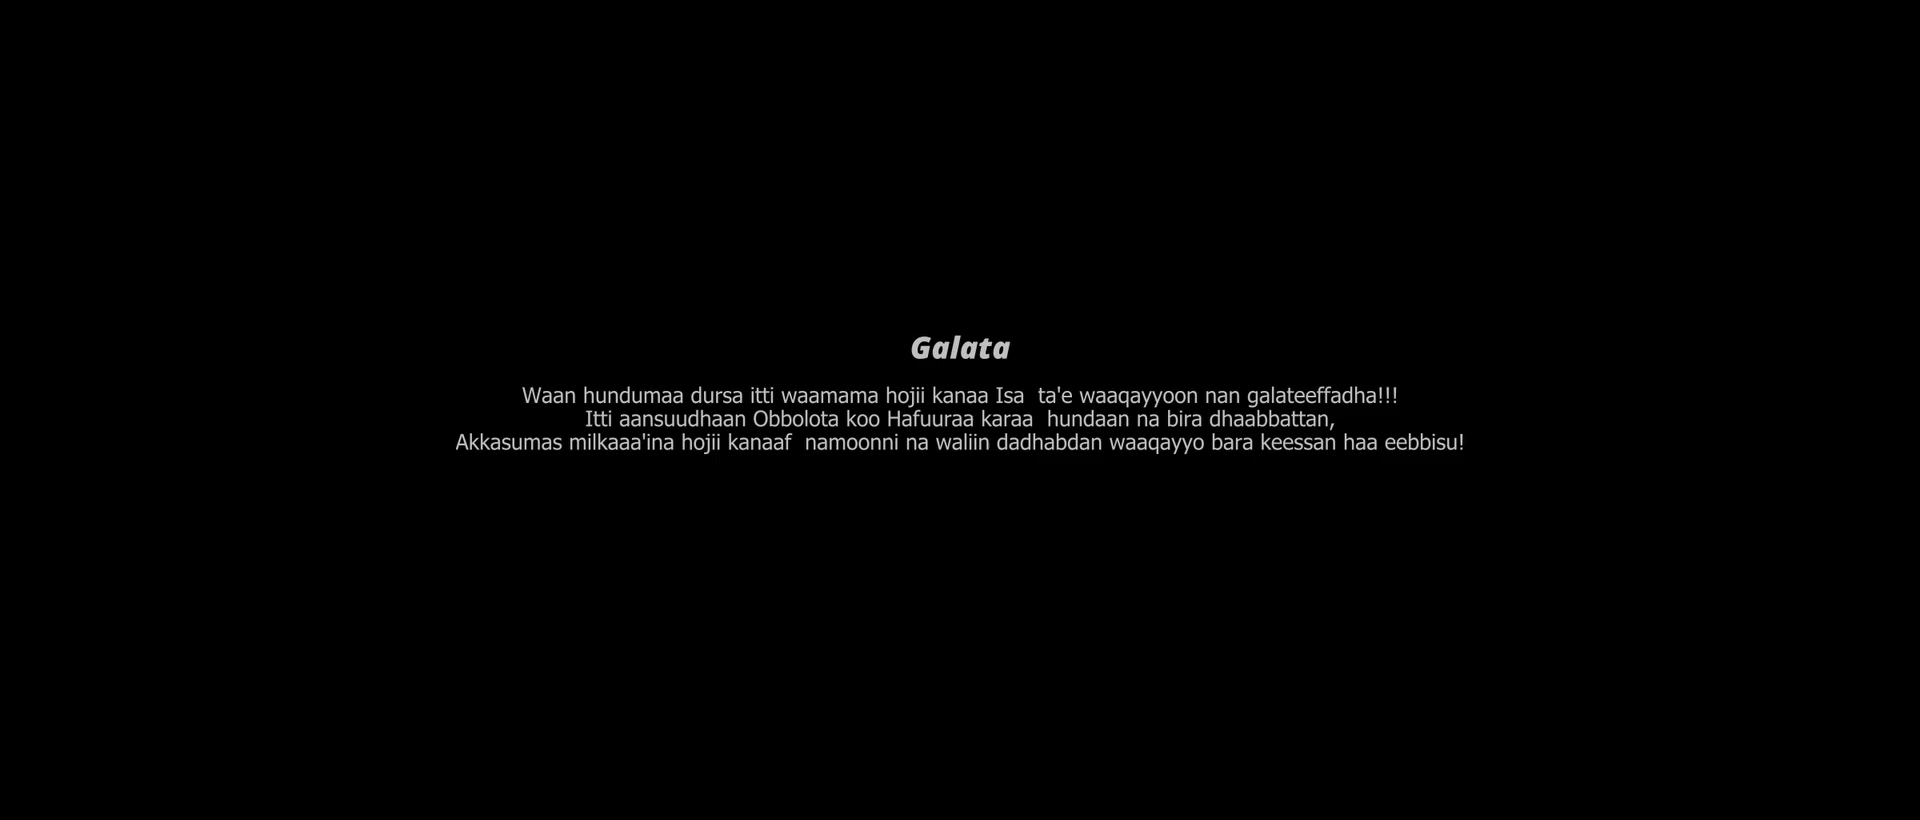 Galata
Waan hundumaa dursa itti waamama hojii kanaa Isa  ta'e waaqayyoon nan galateeffadha!!!
Itti aansuudhaan Obbolota koo Hafuuraa karaa  hundaan na bira dhaabbattan,
Akkasumas milkaaa'ina hojii kanaaf  namoonni na waliin dadhabdan waaqayyo bara keessan haa eebbisu!